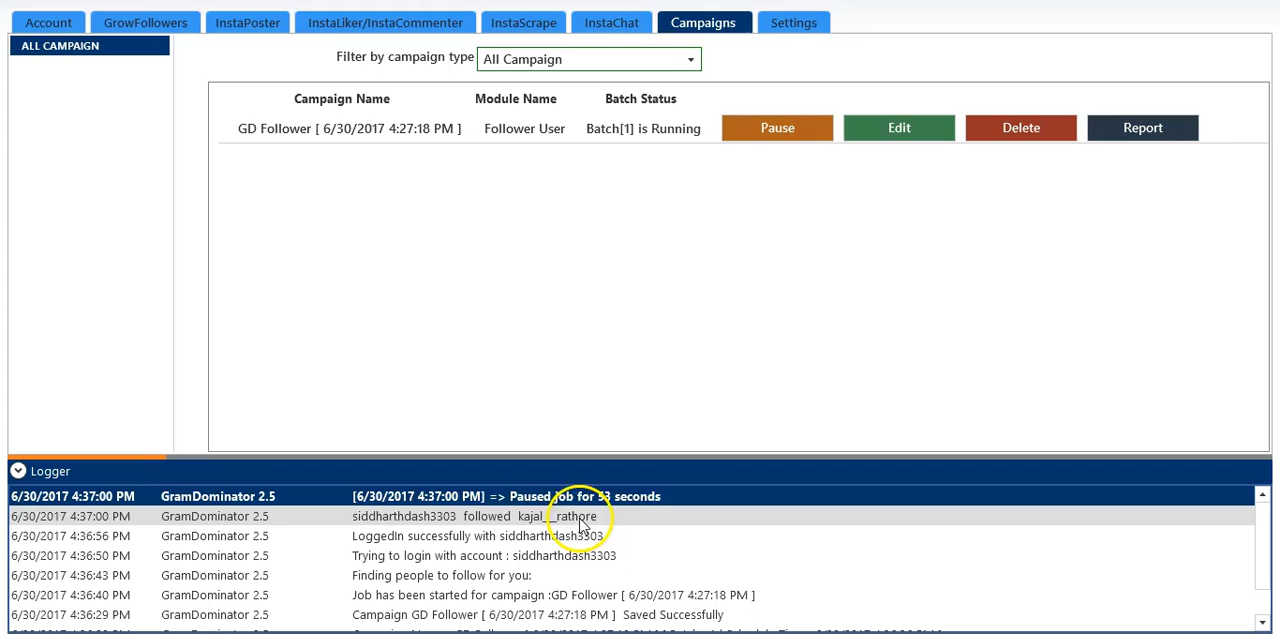 Account GrowFollowers InstaPoster InstaLiker/InstaCommenter InstaScrape InstaChat Campaigns Settings
ALL CAMPAIGN
Filter by campaign type All Campaign
Campaign Name Module Name Batch Status
GD Follower [ 6/30/2017 4:27:18 PM ] Follower User Batch[1] is Running Pause Edit Delete Report
Logger
6/30/2017 4:37:00 PM GramDominator 2.5 [6/30/2017 4:37:00 PM] => Paused job for 53 seconds
6/30/2017 4:37:00 PM GramDominator 2.5 siddharthdash3303 followed kajal__rathore
6/30/2017 4:36:56 PM GramDominator 2.5 LoggedIn successfully with siddharthdash3303
6/30/2017 4:36:50 PM GramDominator 2.5 Trying to login with account : siddharthdash3303
6/30/2017 4:36:43 PM GramDominator 2.5 Finding people to follow for you:
6/30/2017 4:36:40 PM GramDominator 2.5 Job has been started for campaign :GD Follower [ 6/30/2017 4:27:18 PM ]
6/30/2017 4:36:29 PM GramDominator 2.5 Campaign GD Follower [ 6/30/2017 4:27:18 PM ] Saved Successfully